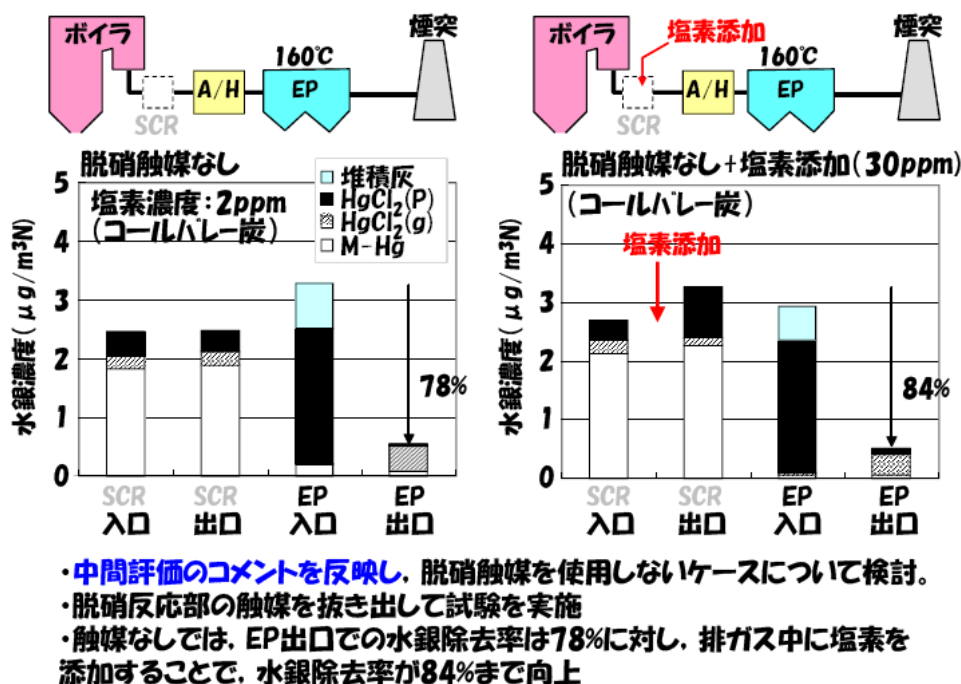 ボイラ
煙突
160℃
A/H
EP
SCR
ボイラ
塩素添加
煙突
160℃
A/H
EP
SCR
脱硝触媒なし
塩素濃度:2ppm
(コールバレー炭)
堆積灰
HgCl₂(P)
HgCl₂(g)
M-Hg
水銀濃度(μg/m³N)
5
4
3
2
1
0
78%
SCR 入口
SCR 出口
EP 入口
EP 出口
脱硝触媒なし+塩素添加(30ppm)
(コールバレー炭)
塩素添加
水銀濃度(μg/m³N)
5
4
3
2
1
0
84%
SCR 入口
SCR 出口
EP 入口
EP 出口
・中間評価のコメントを反映し,脱硝触媒を使用しないケースについて検討。
・脱硝反応部の触媒を抜き出して試験を実施
・触媒なしでは,EP出口での水銀除去率は78%に対し,排ガス中に塩素を
添加することで,水銀除去率が84%まで向上